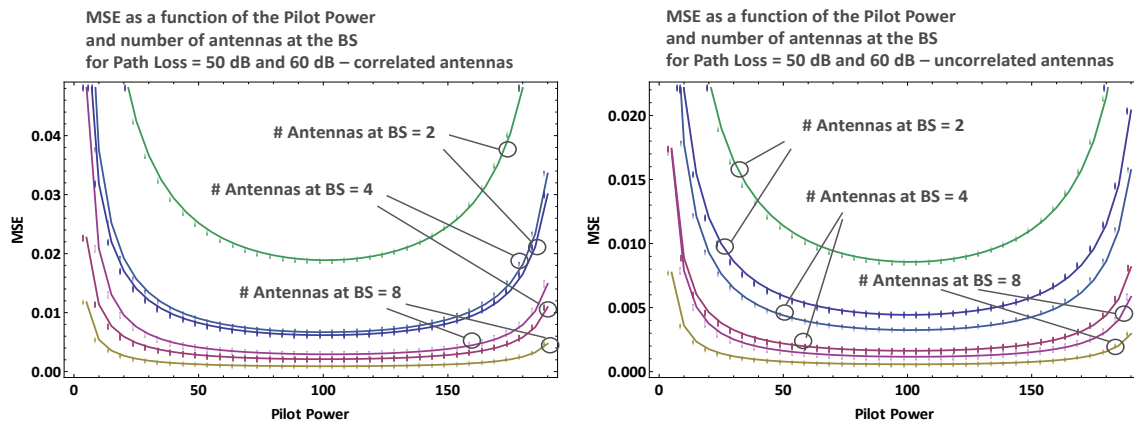 MSE as a function of the Pilot Power
and number of antennas at the BS
for Path Loss = 50 dB and 60 dB – correlated antennas
0.04
0.03
0.02
0.01
0.00
MSE
# Antennas at BS = 2
# Antennas at BS = 4
# Antennas at BS = 8
0
50
100
150
Pilot Power
MSE as a function of the Pilot Power
and number of antennas at the BS
for Path Loss = 50 dB and 60 dB – uncorrelated antennas
0.020
0.015
0.010
0.005
0.000
MSE
# Antennas at BS = 2
# Antennas at BS = 4
# Antennas at BS = 8
0
50
100
150
Pilot Power